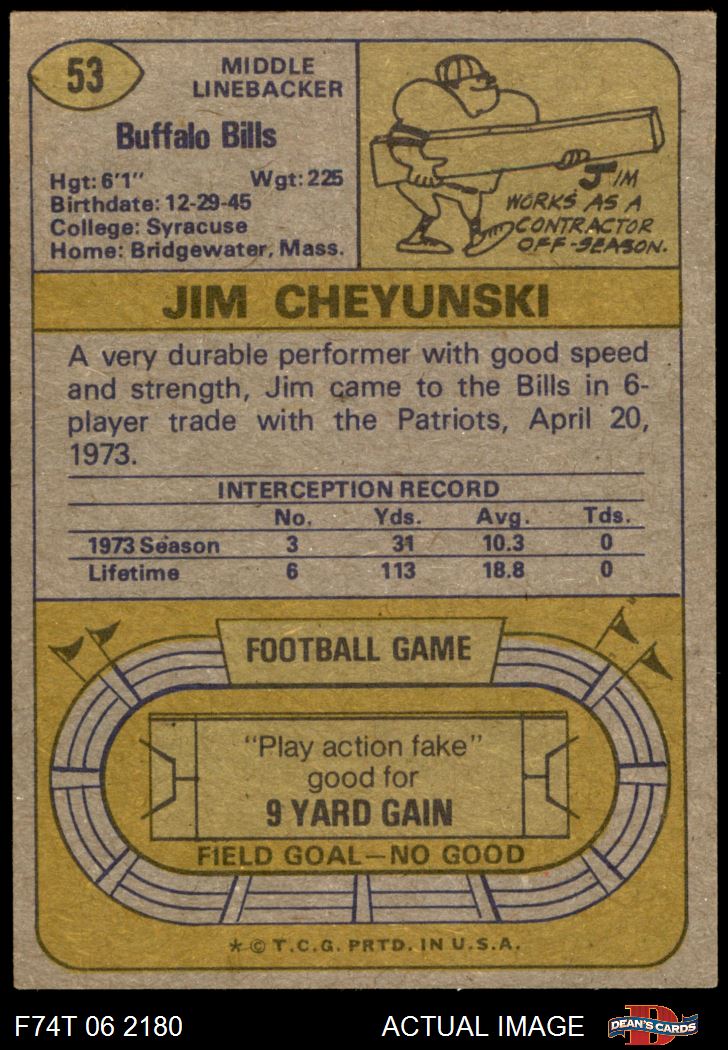 53
MIDDLE
LINEBACKER
Buffalo Bills
Hgt: 6'1" Wgt: 225
Birthdate: 12-29-45
College: Syracuse
Home: Bridgewater, Mass.
JIM
WORKS AS A
CONTRACTOR
OFF-SEASON.
JIM CHEYUNSKI
A very durable performer with good speed
and strength, Jim came to the Bills in 6-
player trade with the Patriots, April 20,
1973.
INTERCEPTION RECORD
No. Yds. Avg. Tds.
1973 Season 3 31 10.3 0
Lifetime 6 113 18.8 0
FOOTBALL GAME
"Play action fake"
good for
9 YARD GAIN
FIELD GOAL—NO GOOD
*© T.C.G. PRTD. IN U.S.A.
F74T 06 2180 ACTUAL IMAGE
D
DEAN'S CARDS